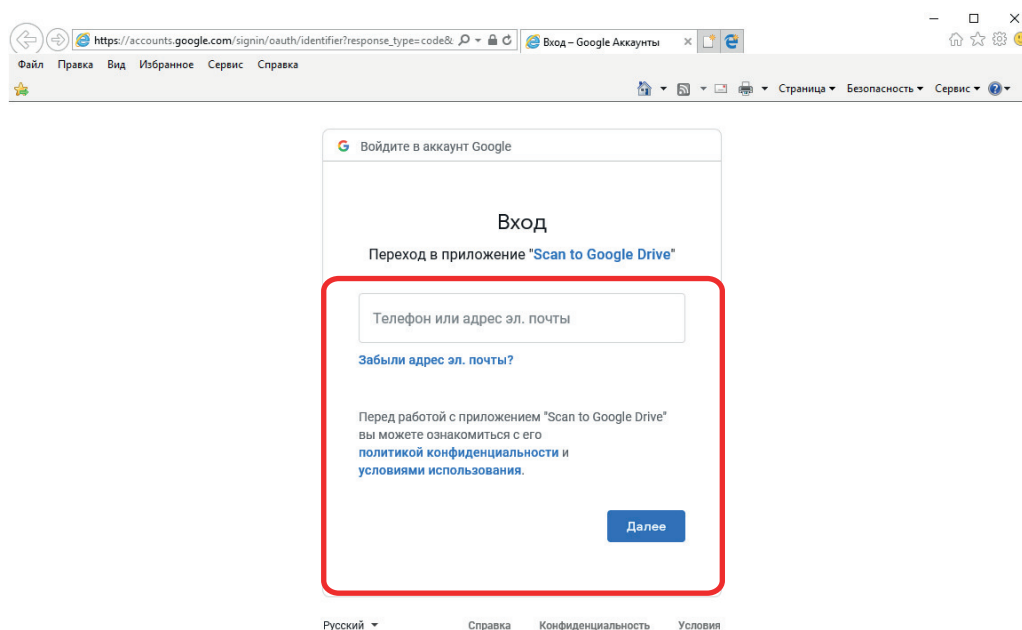 https://accounts.google.com/signin/oauth/identifier?response_type=code&
Вход – Google Аккаунты
Файл Правка Вид Избранное Сервис Справка
Страница Безопасность Сервис
Войдите в аккаунт Google
Вход
Переход в приложение "Scan to Google Drive"
Телефон или адрес эл. почты
Забыли адрес эл. почты?
Перед работой с приложением "Scan to Google Drive"
вы можете ознакомиться с его
политикой конфиденциальности и
условиями использования.
Далее
Русский Справка Конфиденциальность Условия